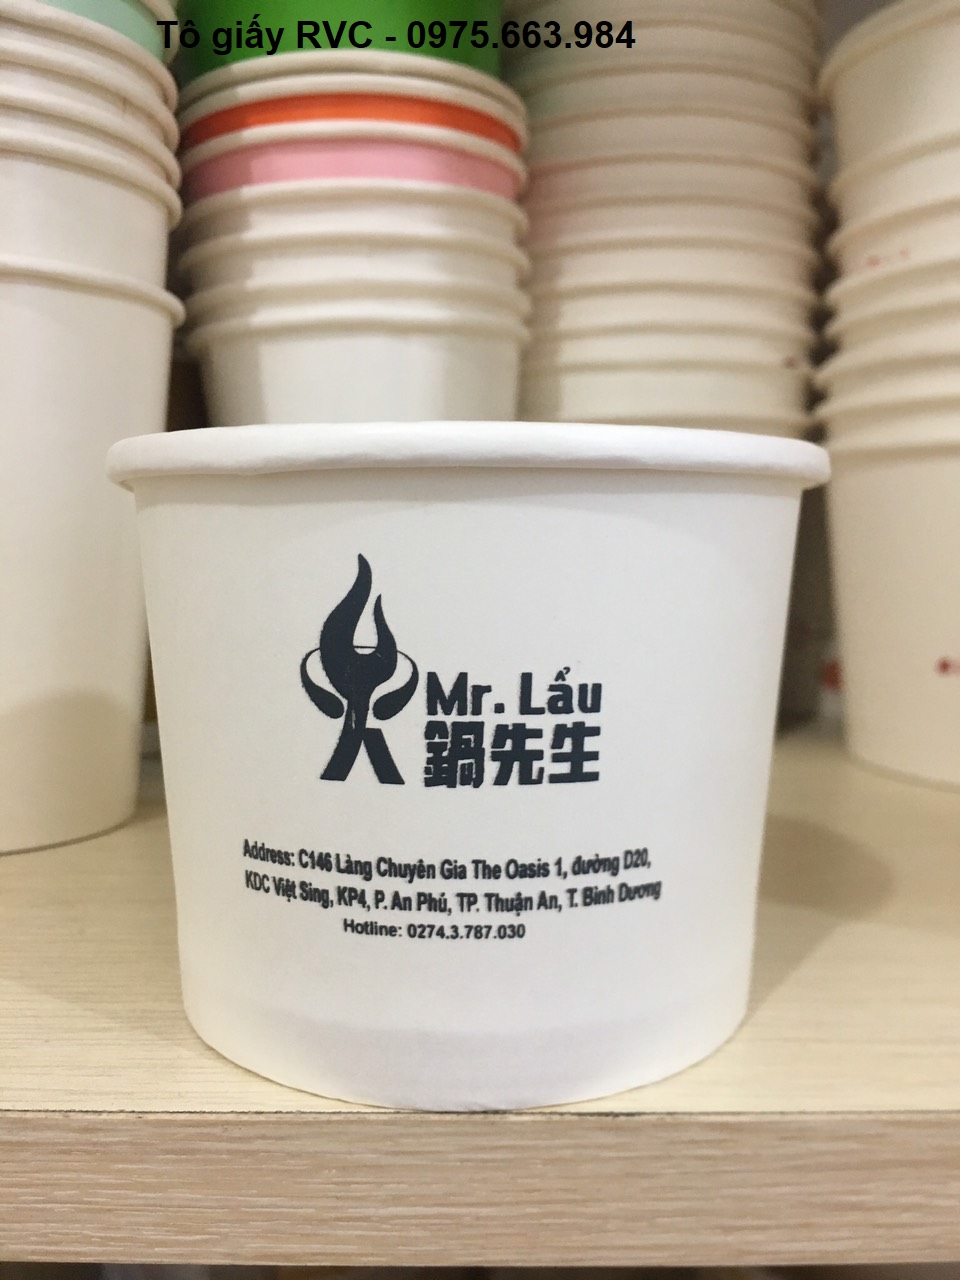 Tô giấy RVC - 0975.663.984
Mr. Lẩu
鍋先生
Address: C146 Làng Chuyên Gia The Oasis 1, đường D20,
KDC Việt Sing, KP4, P. An Phú, TP. Thuận An, T. Bình Dương
Hotline: 0274.3.787.030